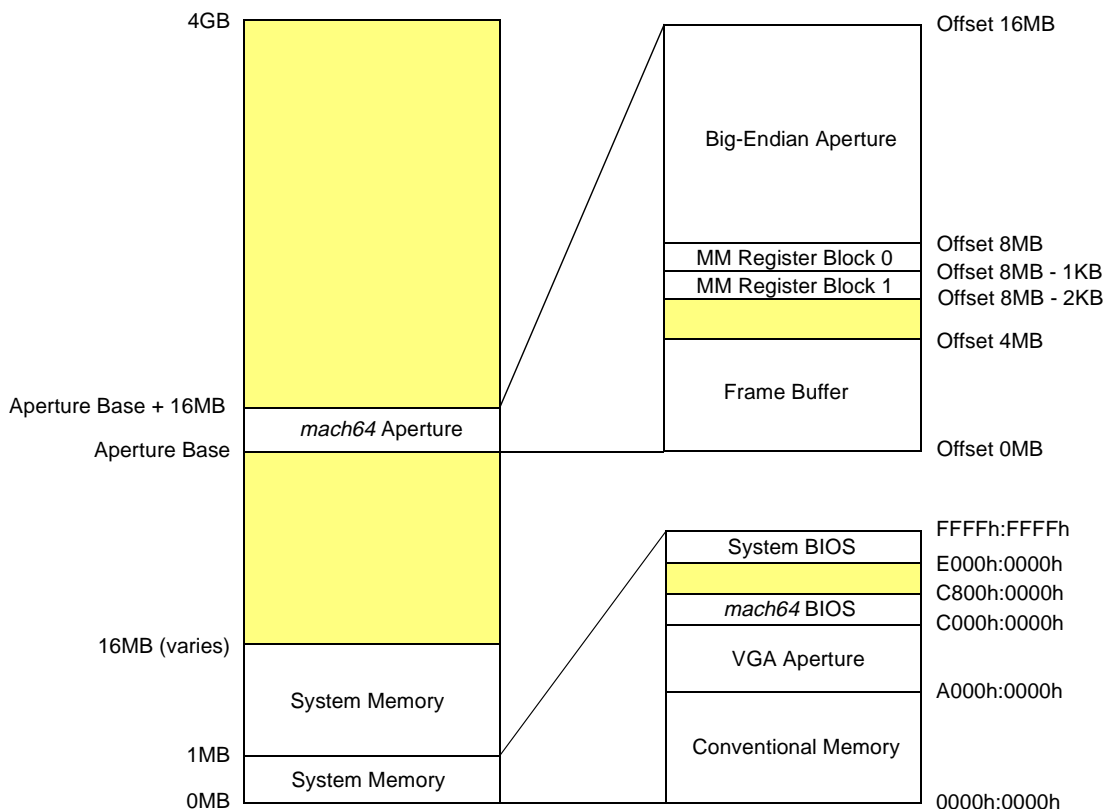 4GB
Aperture Base + 16MB
mach64 Aperture
Aperture Base
16MB (varies)
System Memory
1MB
System Memory
0MB
Offset 16MB
Big-Endian Aperture
Offset 8MB
MM Register Block 0
Offset 8MB - 1KB
MM Register Block 1
Offset 8MB - 2KB
Offset 4MB
Frame Buffer
Offset 0MB
FFFFh:FFFFh
System BIOS
E000h:0000h
C800h:0000h
mach64 BIOS
C000h:0000h
VGA Aperture
A000h:0000h
Conventional Memory
0000h:0000h